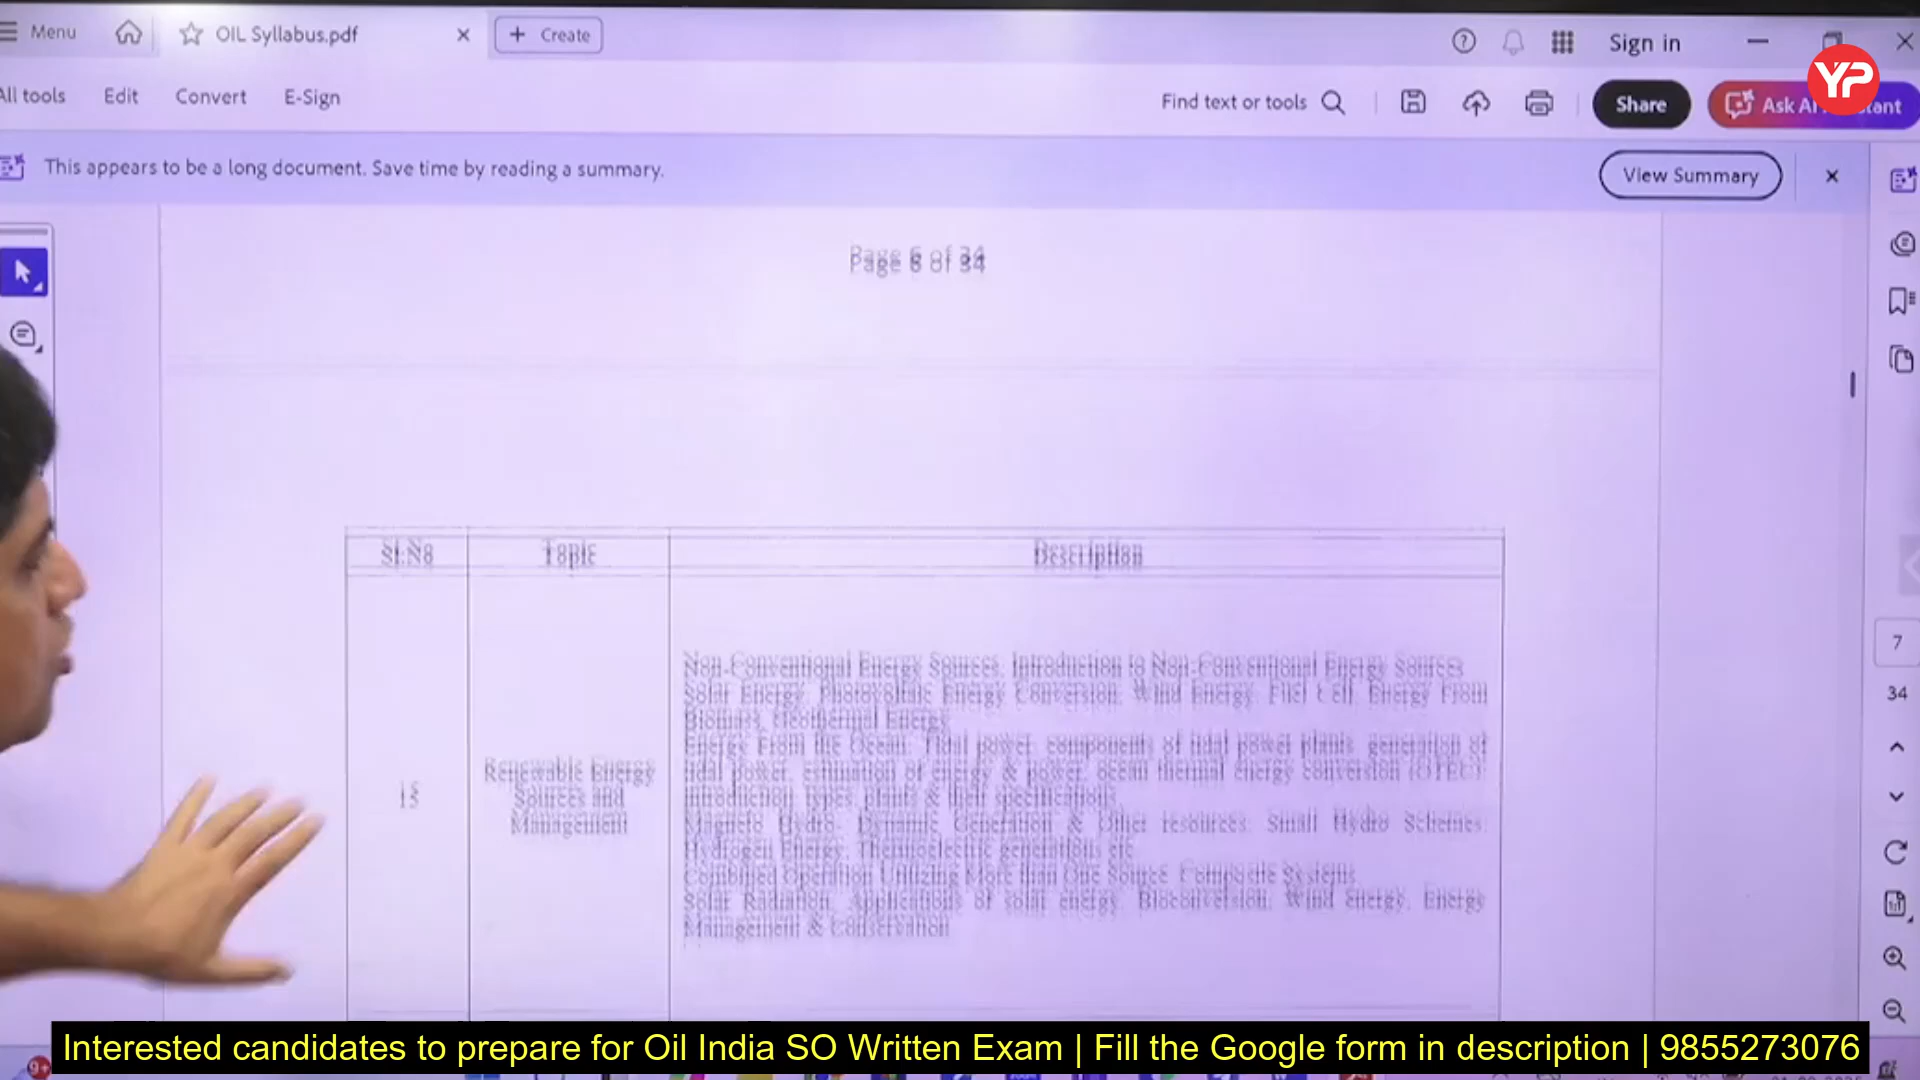 Menu
OIL Syllabus.pdf
Create
Sign in
YP
All tools
Edit
Convert
E-Sign
Find text or tools
Share
Ask AI
This appears to be a long document. Save time by reading a summary.
View Summary
Page 6 of 34
Sl.No
Topic
Description
15
Renewable Energy
Sources and
Management
Non-Conventional Energy Sources: Introduction to Non-Conventional Energy Sources
Solar Energy, Photovoltaic Energy Conversion, Wind Energy, Fuel Cell, Energy From
Biomass, Geothermal Energy
Energy From the Ocean: Tidal power, components of tidal power plants, generation of
tidal power, estimation of energy & power, ocean thermal energy conversion (OTEC):
introduction, types, plants & their specifications.
Magneto Hydro- Dynamic Generation & Other resources: Small Hydro Schemes,
Hydrogen Energy, Thermoelectric generations etc
Combined Operation Utilizing More than One Source-Composite Systems.
Solar Radiation, Applications of solar energy, Bioconversion, Wind energy, Energy
Management & Conservation
7
34
9+
Interested candidates to prepare for Oil India SO Written Exam | Fill the Google form in description | 9855273076